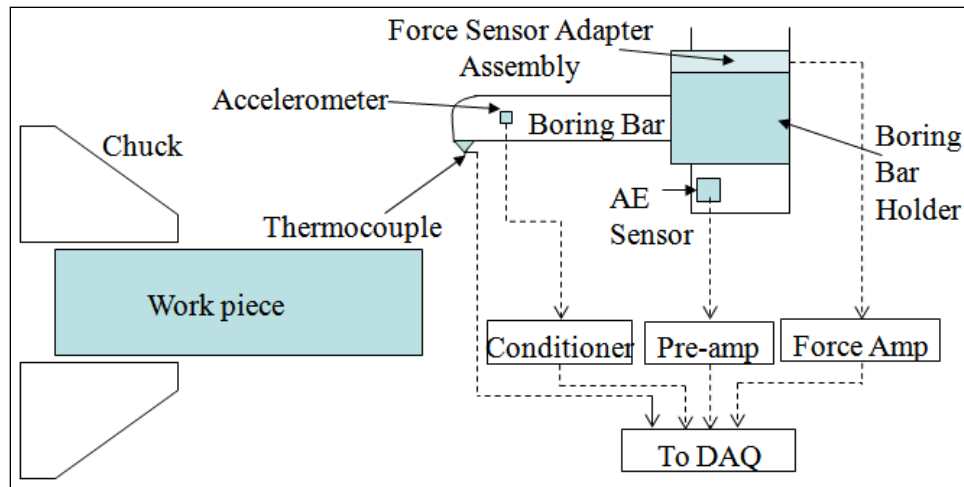 Force Sensor Adapter
Assembly
Accelerometer
Chuck
Boring Bar
Boring
Bar
Holder
Thermocouple
AE
Sensor
Work piece
Conditioner
Pre-amp
Force Amp
To DAQ